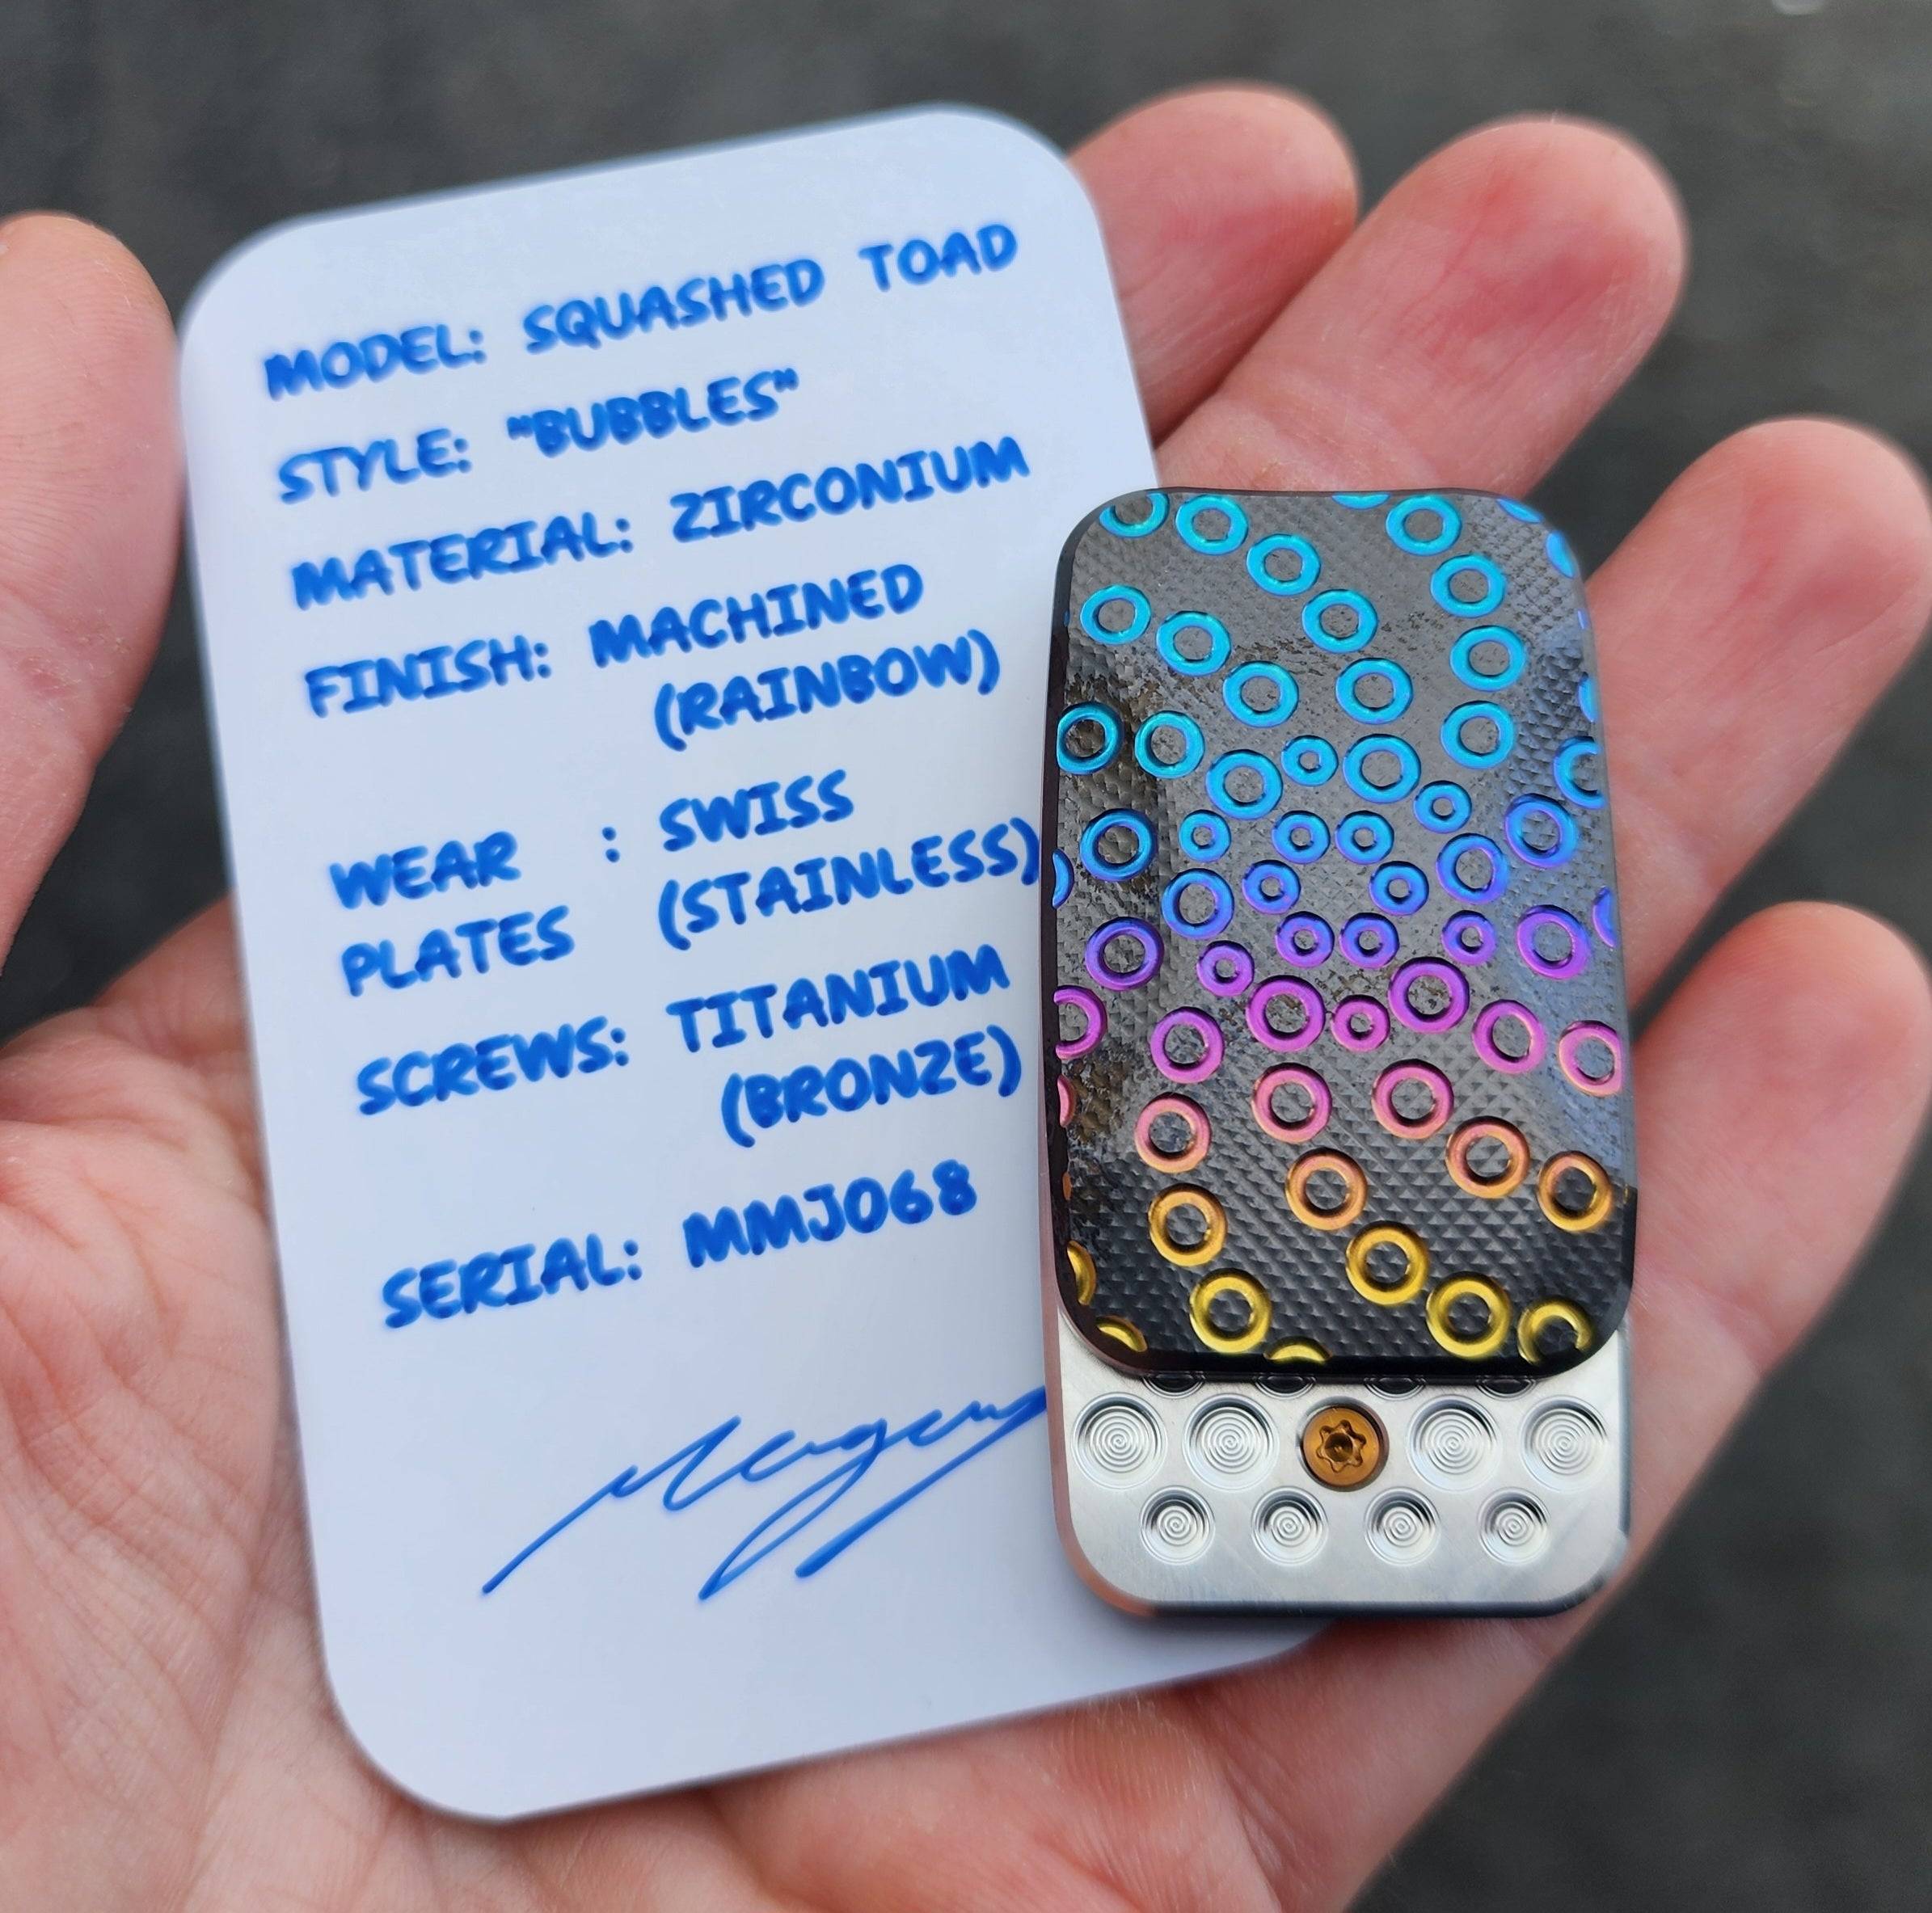 MODEL: SQUASHED TOAD
STYLE: "BUBBLES"
MATERIAL: ZIRCONIUM
FINISH: MACHINED
(RAINBOW)
WEAR : SWISS
PLATES (STAINLESS)
SCREWS: TITANIUM
(BRONZE)
SERIAL: MMJ068